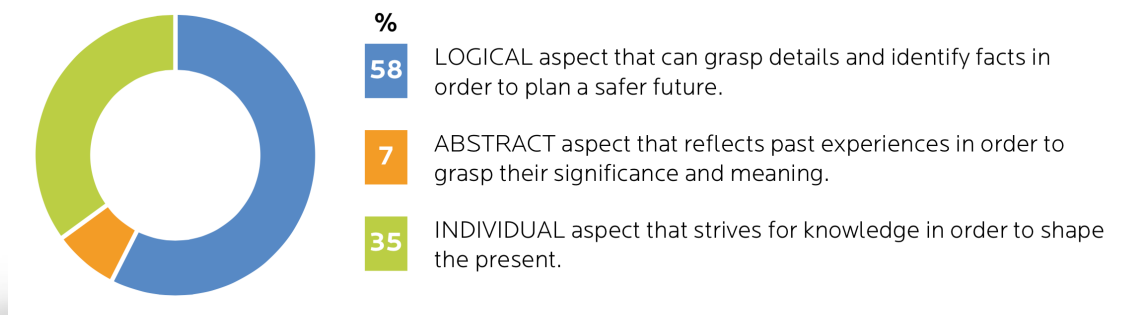 %
58
LOGICAL aspect that can grasp details and identify facts in
order to plan a safer future.
7
ABSTRACT aspect that reflects past experiences in order to
grasp their significance and meaning.
35
INDIVIDUAL aspect that strives for knowledge in order to shape
the present.